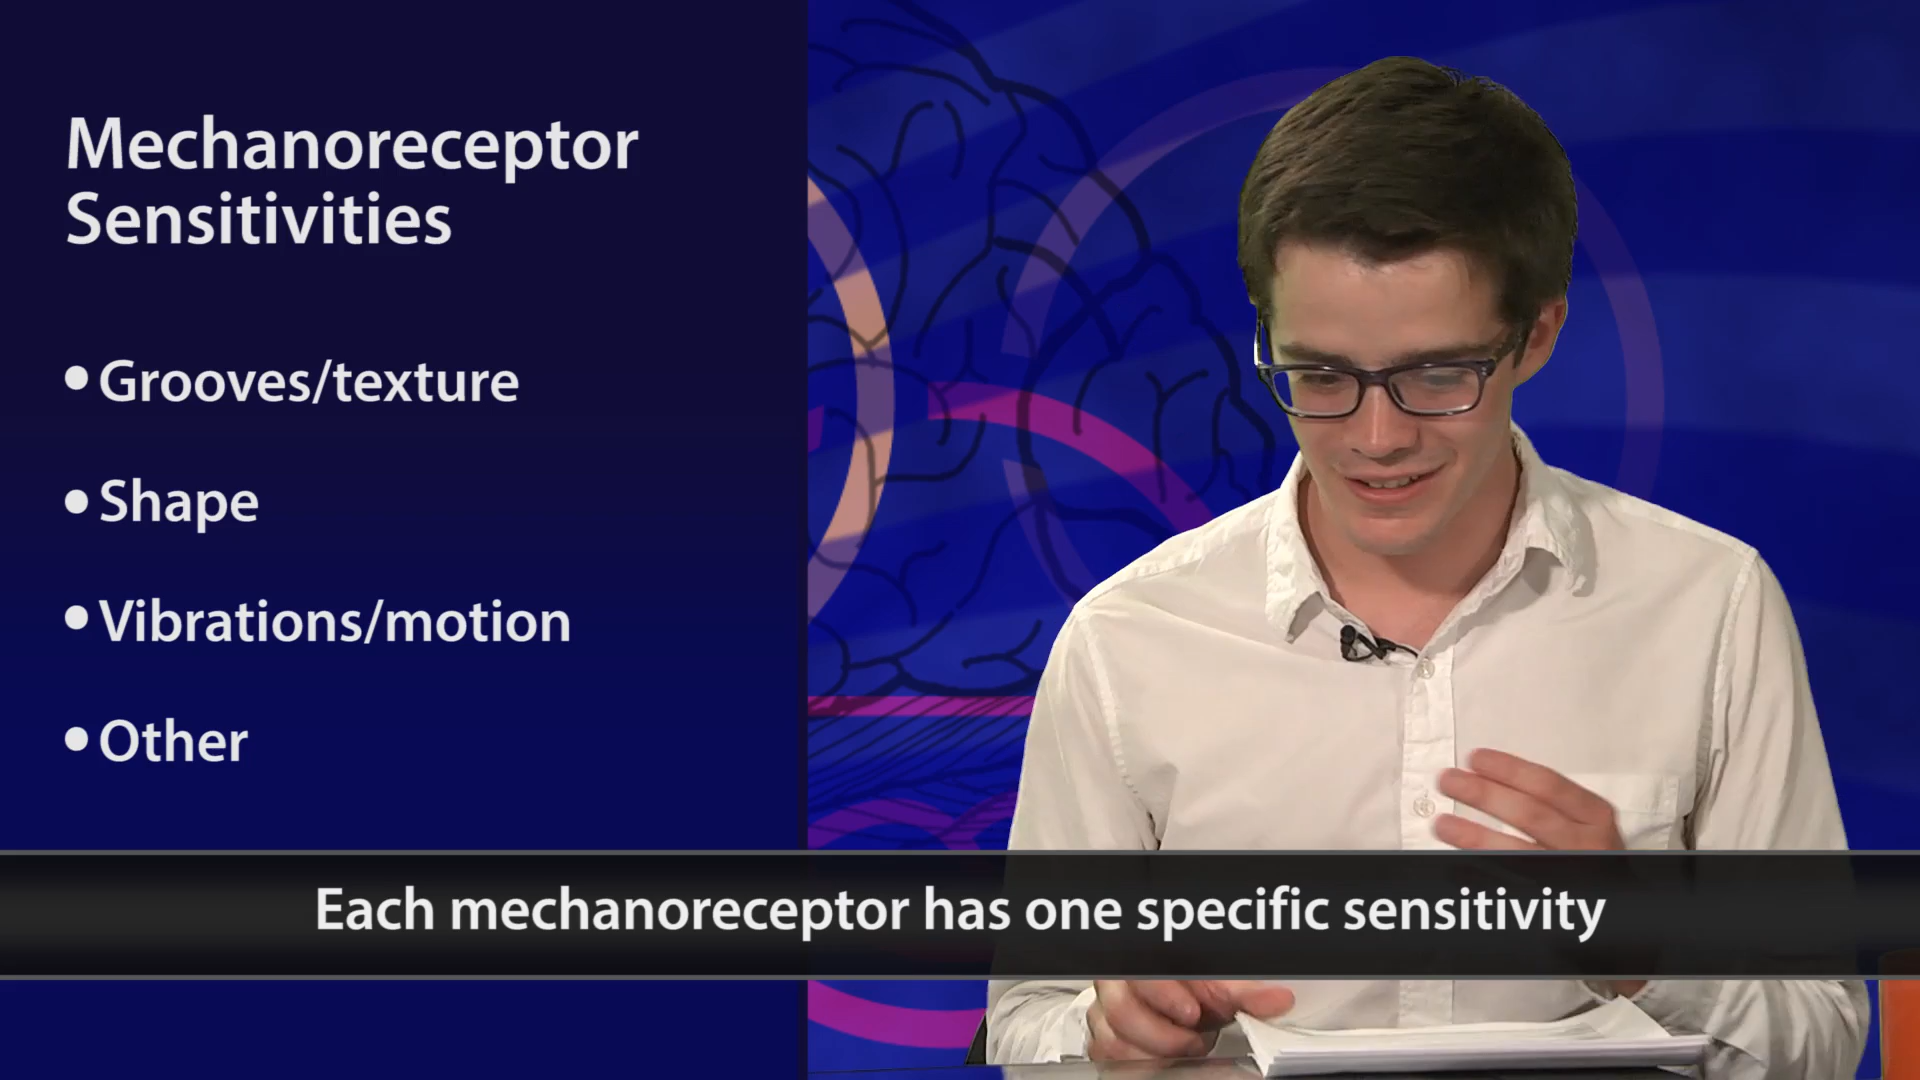 Mechanoreceptor
Sensitivities
• Grooves/texture
• Shape
• Vibrations/motion
• Other
Each mechanoreceptor has one specific sensitivity